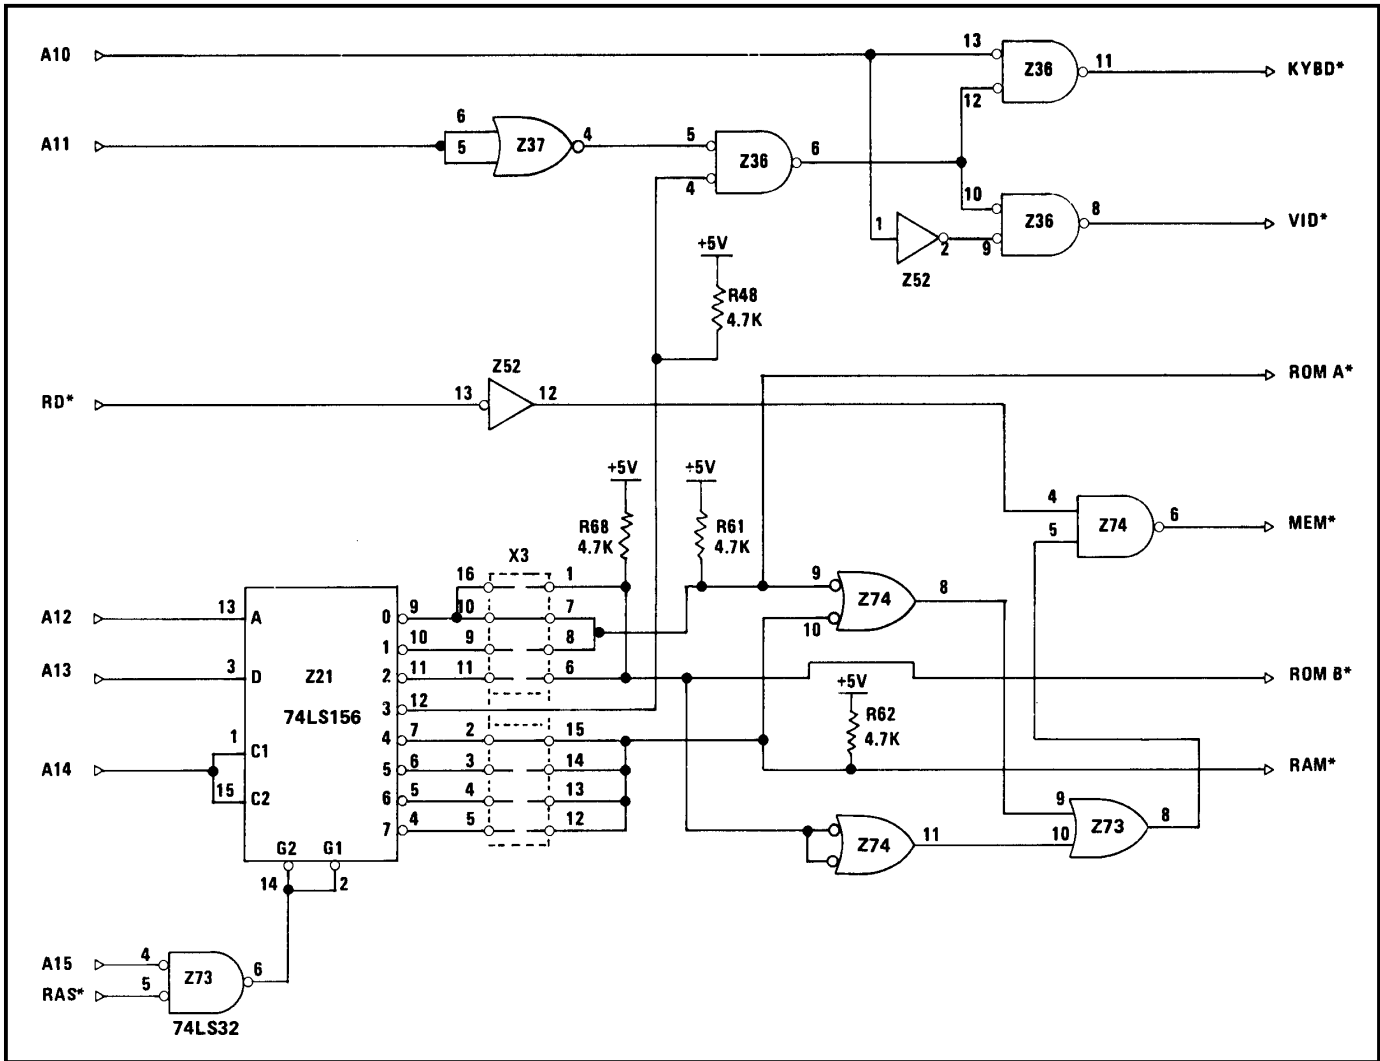 A10
13
Z36
11
KYBD*
12
A11
6
5
Z37
4
5
4
Z36
6
10
9
Z36
8
VID*
1
2
Z52
+5V
R48
4.7K
ROM A*
RD*
13
Z52
12
+5V
R68
4.7K
+5V
R61
4.7K
4
5
Z74
6
MEM*
X3
16
1
9
10
Z74
8
A12
13
A
0
9
10
7
1
10
9
8
A13
3
D
Z21
2
11
11
6
ROM B*
74LS156
3
12
+5V
R62
4.7K
4
7
2
15
A14
1
C1
15
C2
5
6
3
14
RAM*
6
5
4
13
7
4
5
12
Z74
11
9
10
Z73
8
G2
G1
14
2
A15
4
RAS*
5
Z73
6
74LS32